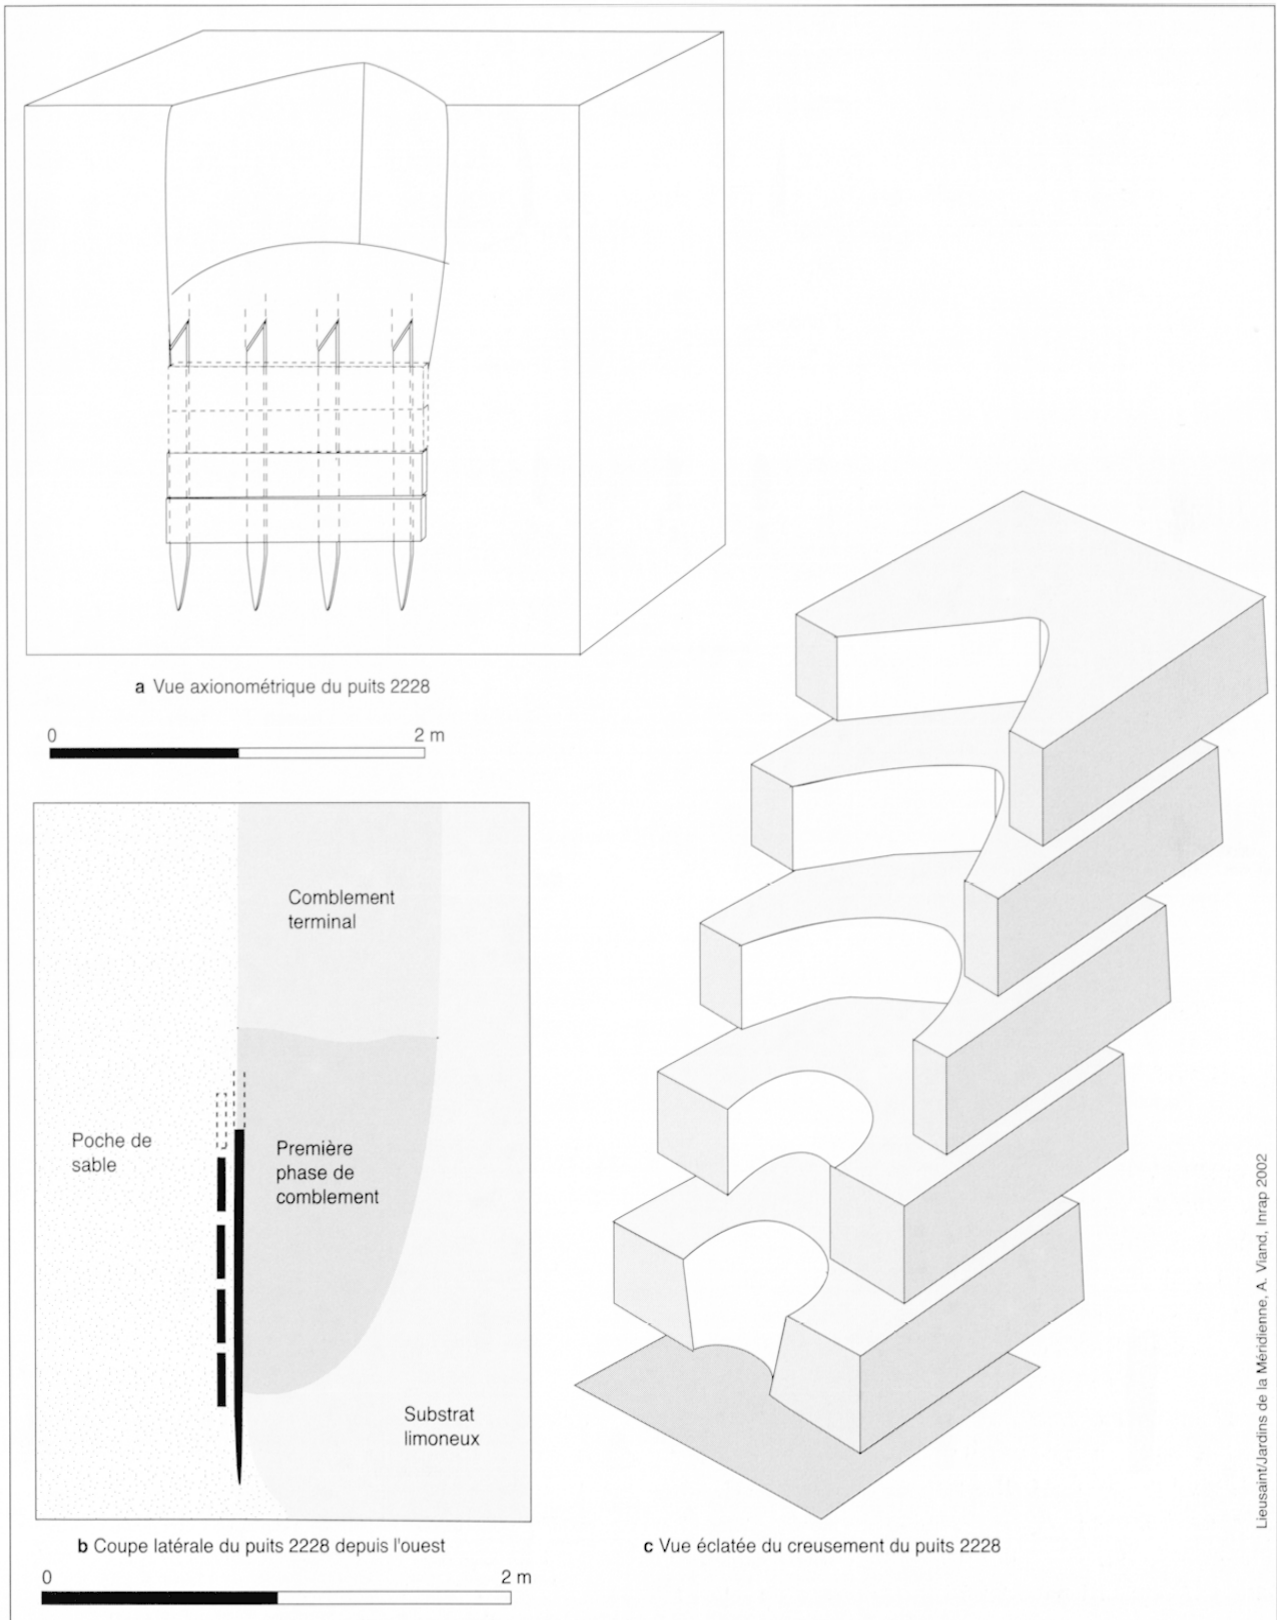 a Vue axionométrique du puits 2228
0 2 m
Comblement
terminal
Poche de
sable
Première
phase de
comblement
Substrat
limoneux
b Coupe latérale du puits 2228 depuis l'ouest
0 2 m
c Vue éclatée du creusement du puits 2228
Lieusaint/Jardins de la Méridienne, A. Viand, Inrap 2002